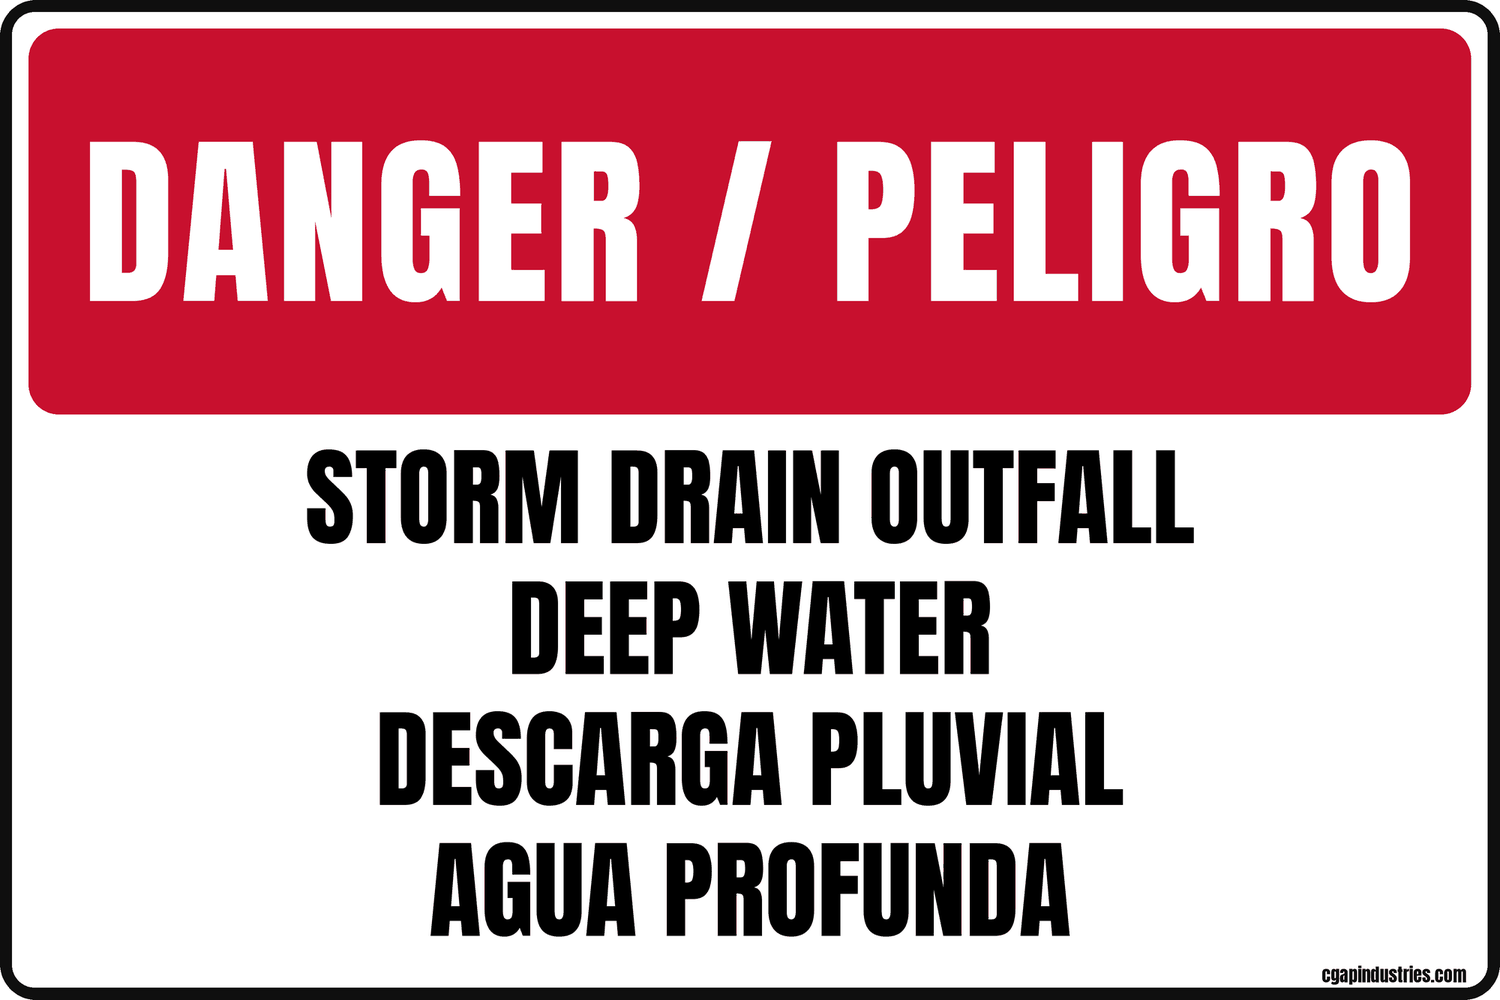 DANGER / PELIGRO
STORM DRAIN OUTFALL
DEEP WATER
DESCARGA PLUVIAL
AGUA PROFUNDA
cgapindustries.com